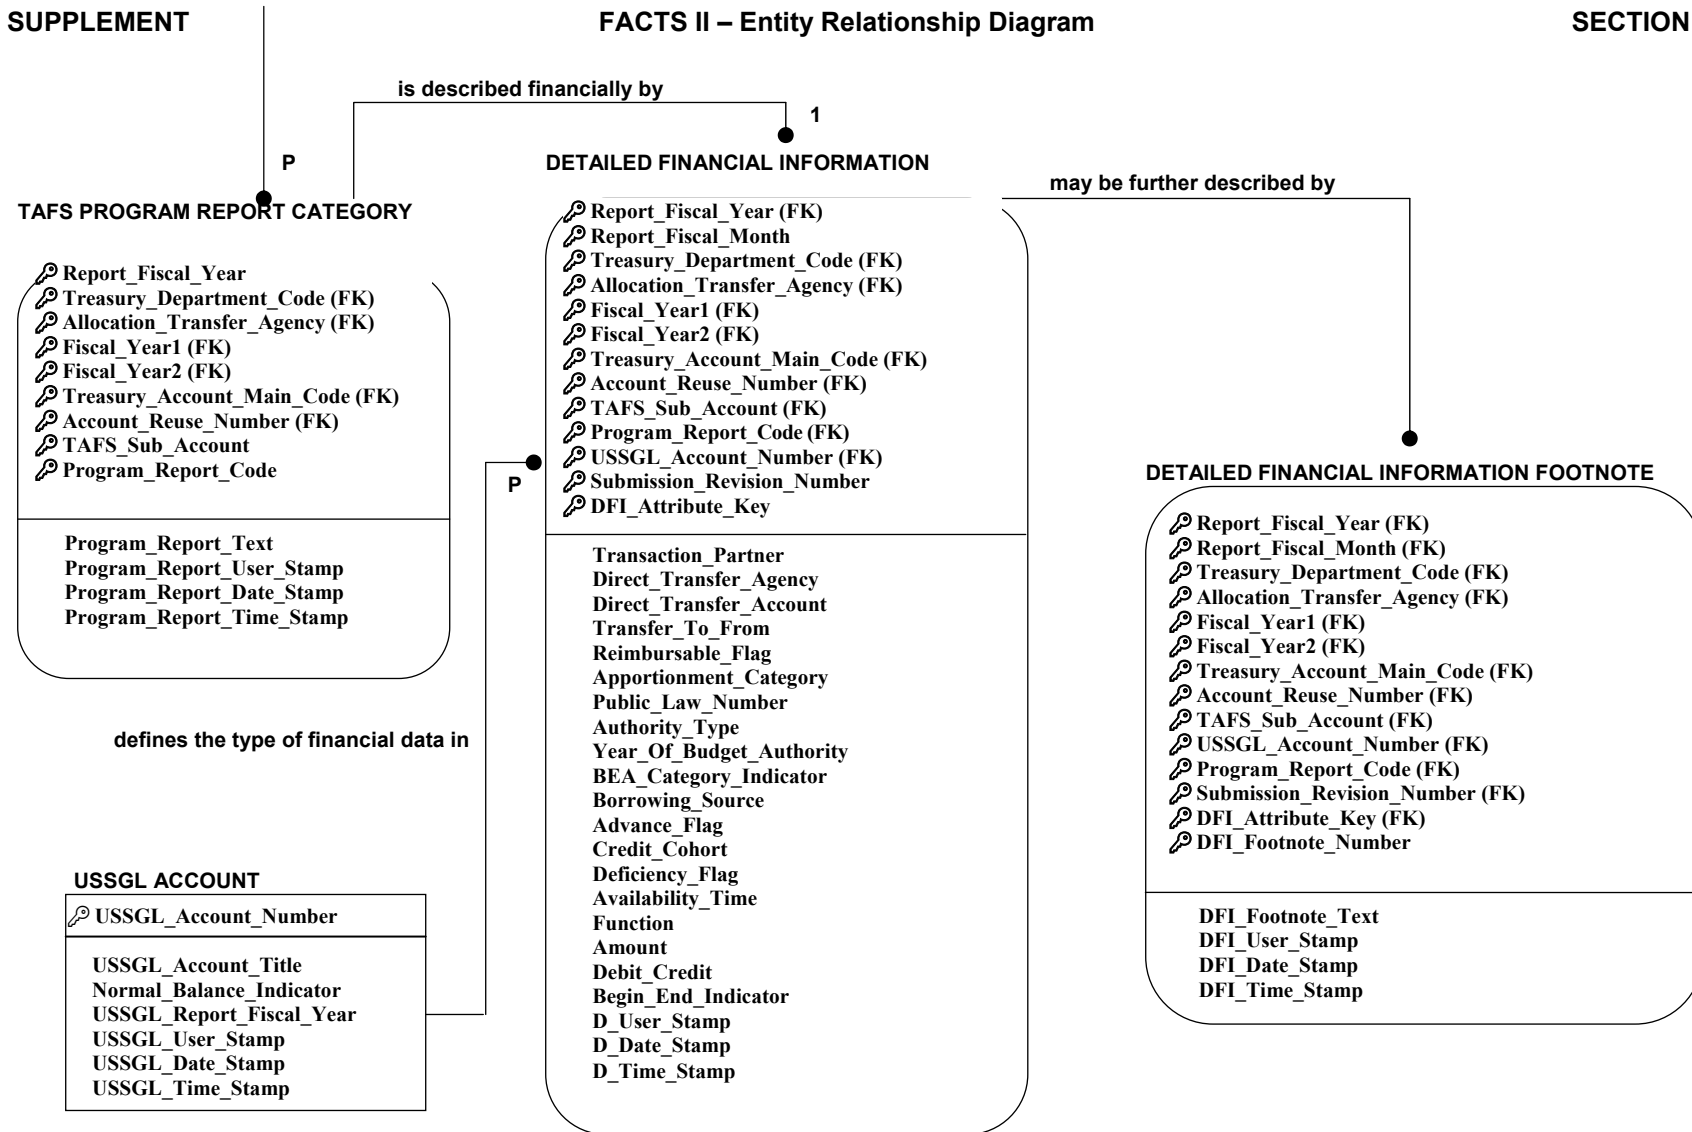 SUPPLEMENT
FACTS II – Entity Relationship Diagram
SECTION
is described financially by
1
P
may be further described by
TAFS PROGRAM REPORT CATEGORY
Report_Fiscal_Year
Treasury_Department_Code (FK)
Allocation_Transfer_Agency (FK)
Fiscal_Year1 (FK)
Fiscal_Year2 (FK)
Treasury_Account_Main_Code (FK)
Account_Reuse_Number (FK)
TAFS_Sub_Account
Program_Report_Code
Program_Report_Text
Program_Report_User_Stamp
Program_Report_Date_Stamp
Program_Report_Time_Stamp
DETAILED FINANCIAL INFORMATION
Report_Fiscal_Year (FK)
Report_Fiscal_Month
Treasury_Department_Code (FK)
Allocation_Transfer_Agency (FK)
Fiscal_Year1 (FK)
Fiscal_Year2 (FK)
Treasury_Account_Main_Code (FK)
Account_Reuse_Number (FK)
TAFS_Sub_Account (FK)
Program_Report_Code (FK)
USSGL_Account_Number (FK)
Submission_Revision_Number
DFI_Attribute_Key
Transaction_Partner
Direct_Transfer_Agency
Direct_Transfer_Account
Transfer_To_From
Reimbursable_Flag
Apportionment_Category
Public_Law_Number
Authority_Type
Year_Of_Budget_Authority
BEA_Category_Indicator
Borrowing_Source
Advance_Flag
Credit_Cohort
Deficiency_Flag
Availability_Time
Function
Amount
Debit_Credit
Begin_End_Indicator
D_User_Stamp
D_Date_Stamp
D_Time_Stamp
P
defines the type of financial data in
USSGL ACCOUNT
USSGL_Account_Number
USSGL_Account_Title
Normal_Balance_Indicator
USSGL_Report_Fiscal_Year
USSGL_User_Stamp
USSGL_Date_Stamp
USSGL_Time_Stamp
DETAILED FINANCIAL INFORMATION FOOTNOTE
Report_Fiscal_Year (FK)
Report_Fiscal_Month (FK)
Treasury_Department_Code (FK)
Allocation_Transfer_Agency (FK)
Fiscal_Year1 (FK)
Fiscal_Year2 (FK)
Treasury_Account_Main_Code (FK)
Account_Reuse_Number (FK)
TAFS_Sub_Account (FK)
USSGL_Account_Number (FK)
Program_Report_Code (FK)
Submission_Revision_Number (FK)
DFI_Attribute_Key (FK)
DFI_Footnote_Number
DFI_Footnote_Text
DFI_User_Stamp
DFI_Date_Stamp
DFI_Time_Stamp